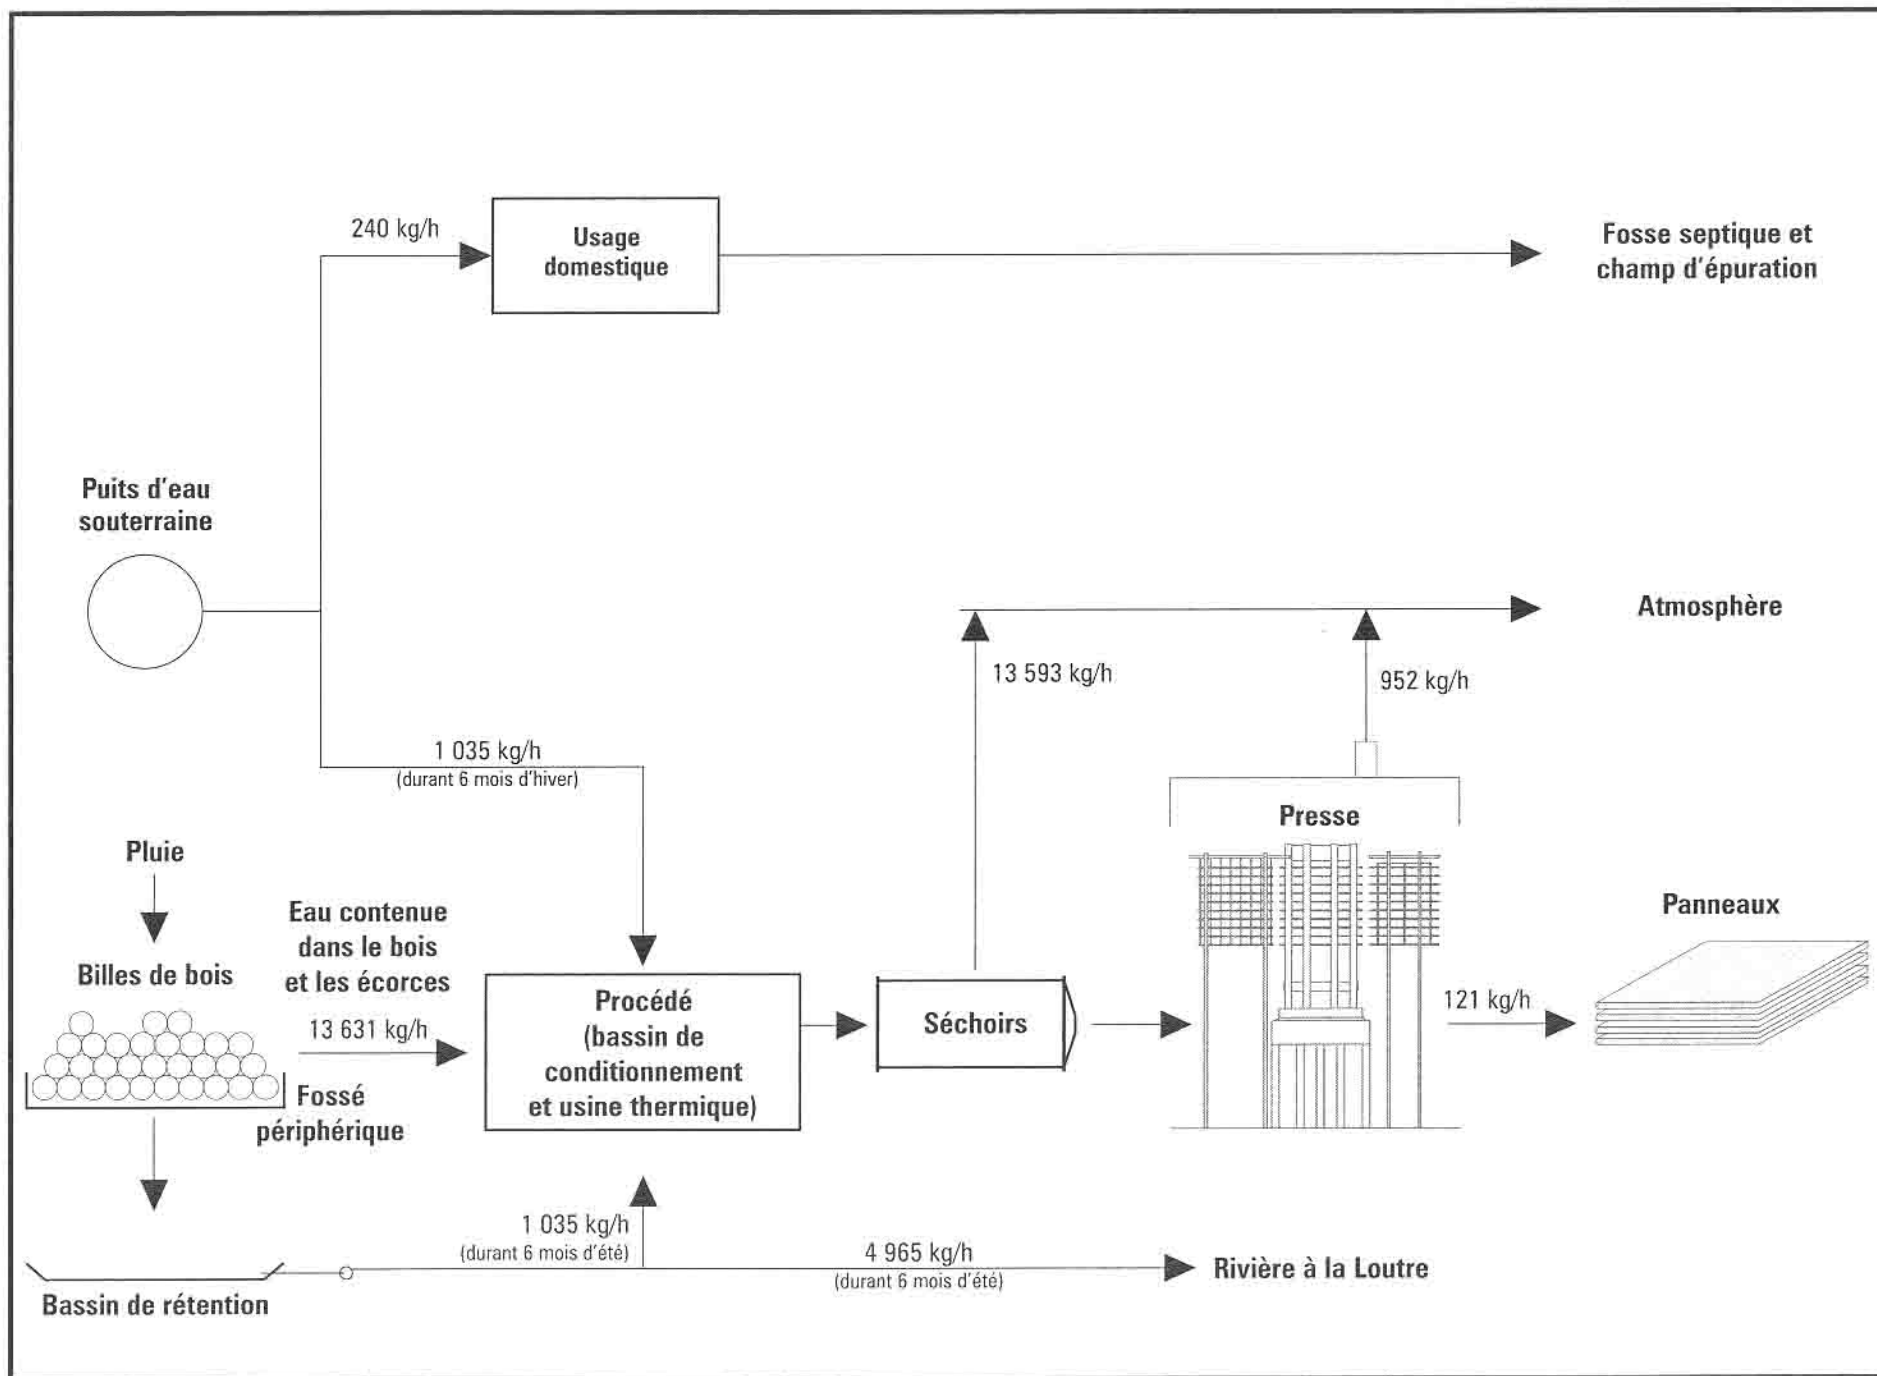 240 kg/h
Usage
domestique
Fosse septique et
champ d'épuration
Puits d'eau
souterraine
Atmosphère
13 593 kg/h
952 kg/h
1 035 kg/h
(durant 6 mois d'hiver)
Presse
Pluie
Eau contenue
dans le bois
et les écorces
Billes de bois
13 631 kg/h
Procédé
(bassin de
conditionnement
et usine thermique)
Séchoirs
121 kg/h
Panneaux
Fossé
périphérique
1 035 kg/h
(durant 6 mois d'été)
4 965 kg/h
(durant 6 mois d'été)
Rivière à la Loutre
Bassin de rétention